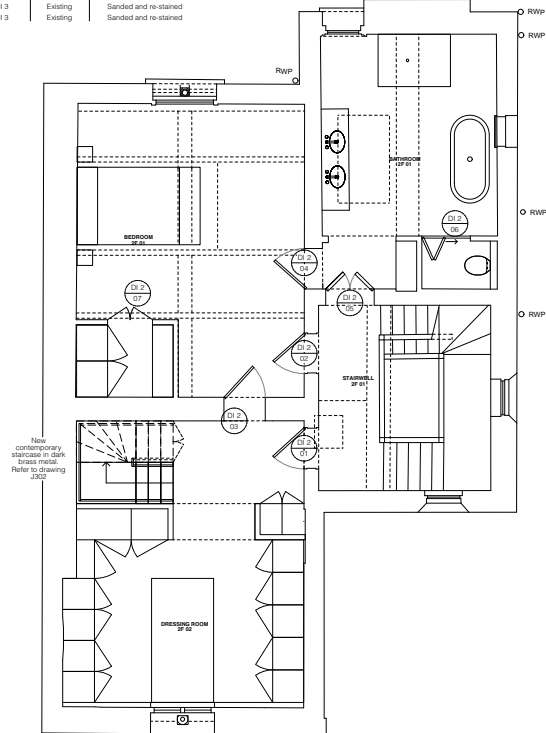 DI 3 Existing Sanded and re-stained
DI 3 Existing Sanded and re-stained
RWP
RWP
RWP
BATHROOM
2F 01
RWP
DI 2
06
BEDROOM
2F 01
DI 2
04
DI 2
07
DI 2
05
RWP
DI 2
02
STAIRWELL
2F 01
DI 2
03
DI 2
01
New
contemporary
staircase in dark
brass metal.
Refer to drawing
J302
DRESSING ROOM
2F 02